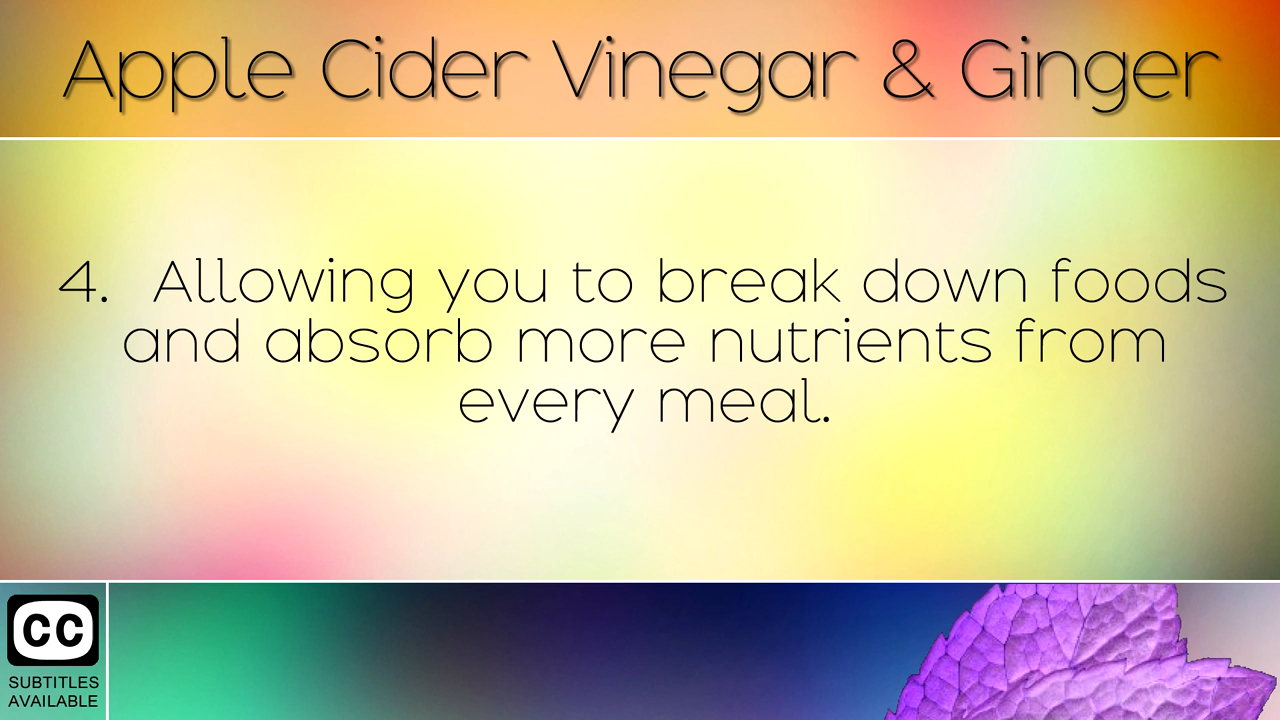 Apple Cider Vinegar & Ginger
4. Allowing you to break down foods
and absorb more nutrients from
every meal.
CC
SUBTITLES
AVAILABLE